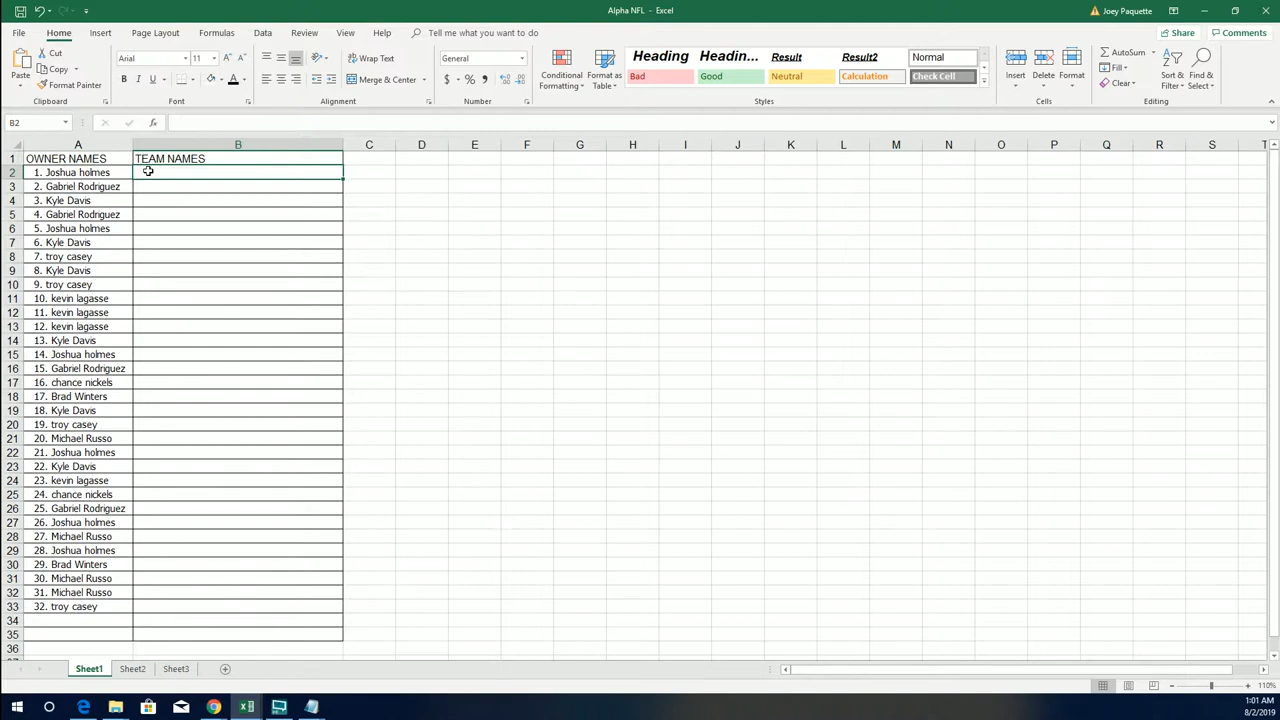 Alpha NFL - Excel
Joey Paquette
File Home Insert Page Layout Formulas Data Review View Help Tell me what you want to do
Share Comments
Paste
Cut
Copy
Format Painter
Clipboard
Arial 11
B I U
Font
Wrap Text
Merge & Center
Alignment
General
$ % ,
Number
Conditional Formatting
Format as Table
Heading Headin... Result Result2 Normal
Bad Good Neutral Calculation Check Cell
Styles
Insert Delete Format
Cells
AutoSum
Fill
Clear
Sort & Filter
Find & Select
Editing
B2
fx
A B C D E F G H I J K L M N O P Q R S T
1 OWNER NAMES TEAM NAMES
2 1. Joshua holmes
3 2. Gabriel Rodriguez
4 3. Kyle Davis
5 4. Gabriel Rodriguez
6 5. Joshua holmes
7 6. Kyle Davis
8 7. troy casey
9 8. Kyle Davis
10 9. troy casey
11 10. kevin lagasse
12 11. kevin lagasse
13 12. kevin lagasse
14 13. Kyle Davis
15 14. Joshua holmes
16 15. Gabriel Rodriguez
17 16. chance nickels
18 17. Brad Winters
19 18. Kyle Davis
20 19. troy casey
21 20. Michael Russo
22 21. Joshua holmes
23 22. Kyle Davis
24 23. kevin lagasse
25 24. chance nickels
26 25. Gabriel Rodriguez
27 26. Joshua holmes
28 27. Michael Russo
29 28. Joshua holmes
30 29. Brad Winters
31 30. Michael Russo
32 31. Michael Russo
33 32. troy casey
34
35
36
Sheet1 Sheet2 Sheet3
110%
1:01 AM
8/2/2019